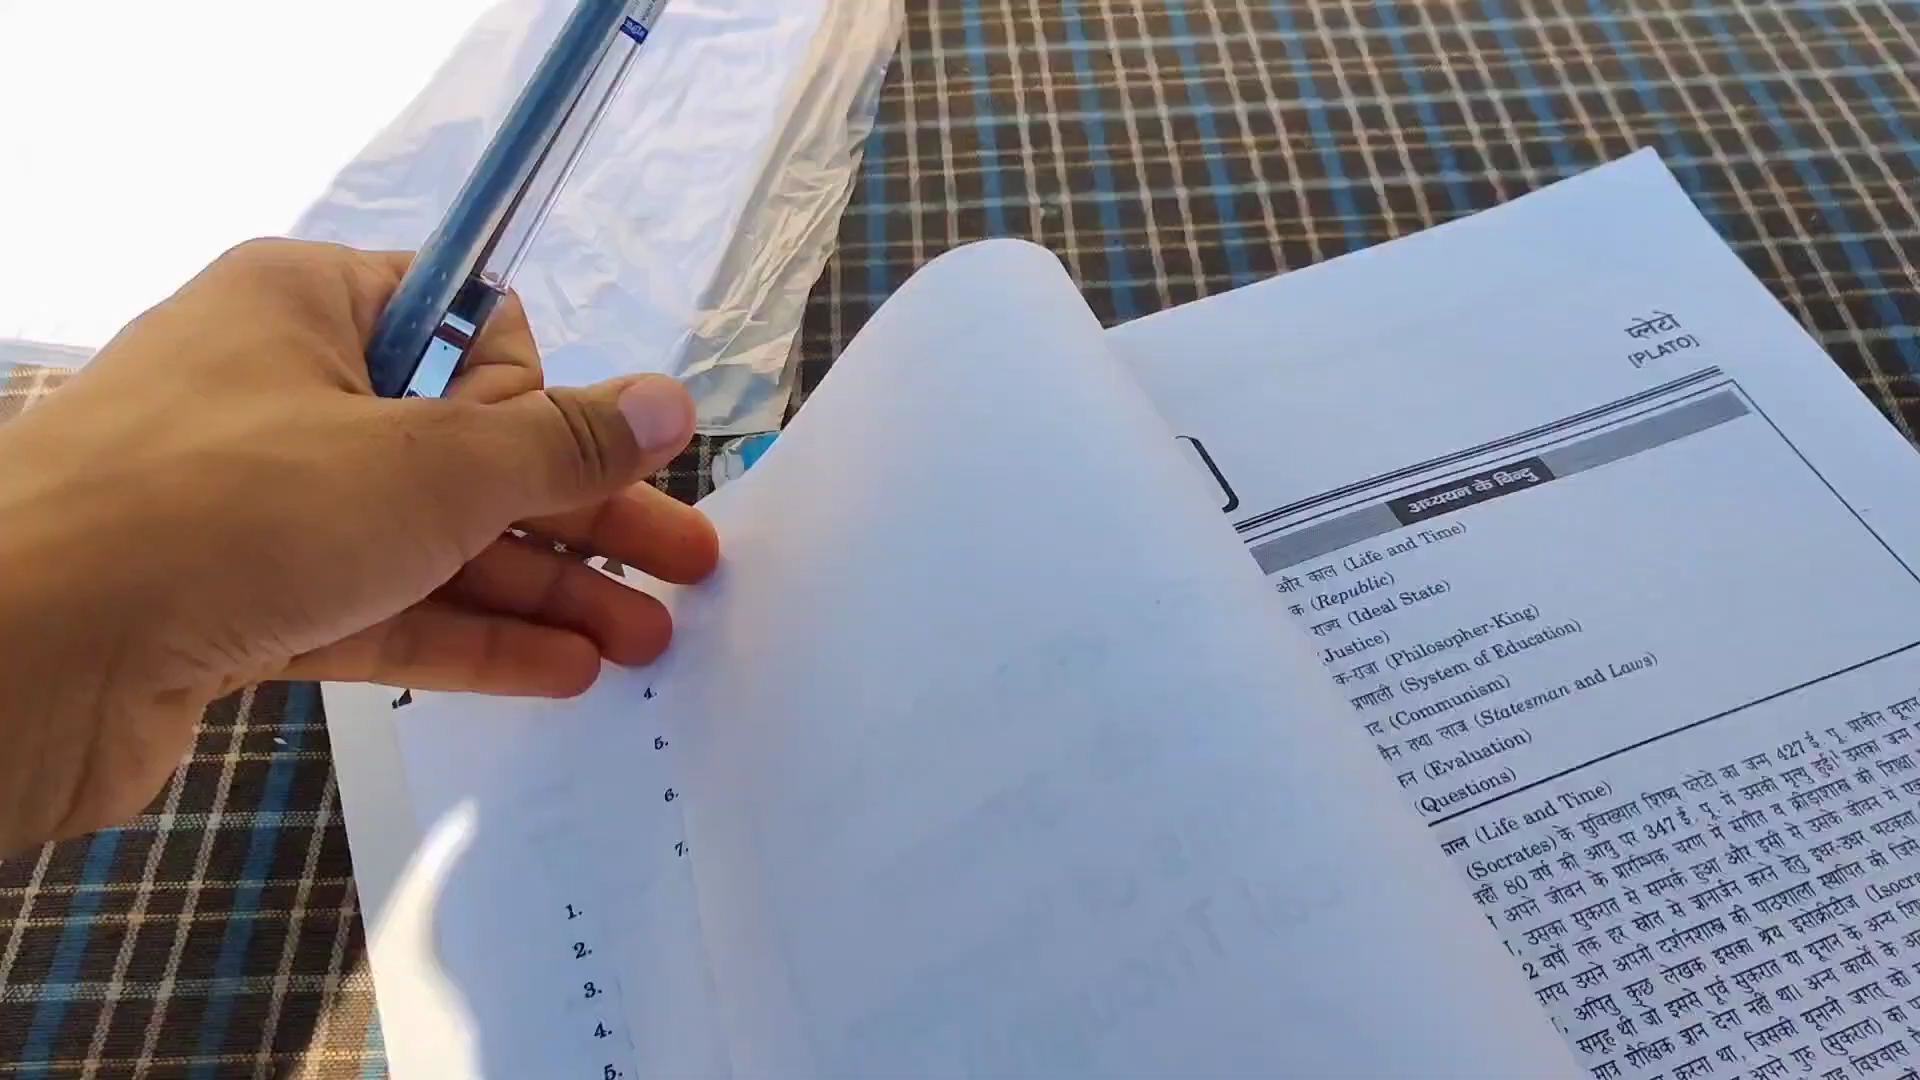 4.
5.
6.
7.
1.
2.
3.
4.
5.
प्लेटो
(PLATO)
अध्ययन के बिन्दु
और काल (Life and Time)
क (Republic)
राज्य (Ideal State)
Justice)
क-राजा (Philosopher-King)
प्रणाली (System of Education)
ाद (Communism)
मैन तथा लाज (Statesman and Laws)
कन (Evaluation)
(Questions)
काल (Life and Time)
(Socrates) के सुविख्यात शिष्य प्लेटो का जन्म 427 ई. पू. प्राचीन यूनान
वहीं 80 वर्ष की आयु पर 347 ई. पू. में उसकी मृत्यु हुई। उसका जन्म
अपने जीवन के प्रारम्भिक चरण में संगीत व क्रीड़ाशास्त्र की शिक्षा
उसका सुकरात से सम्पर्क हुआ और इसी से उसके जीवन में
2 वर्षों तक हर स्रोत से ज्ञानार्जन करने हेतु इधर-उधर भटकता
समय उसने अपनी दर्शनशास्त्र की पाठशाला स्थापित की जिस
अपितु कुछ लेखक इसका श्रेय इसोक्रीटीज (Isocra
समूह थी जो इससे पूर्व सुकरात या यूनान के अन्य
मात्र शैक्षिक ज्ञान देना नहीं था। अन्य कार्यों के
करना था, जिसकी यूनानी जगत् को
अपने गुरु (सुकरात) का
यह विश्वास